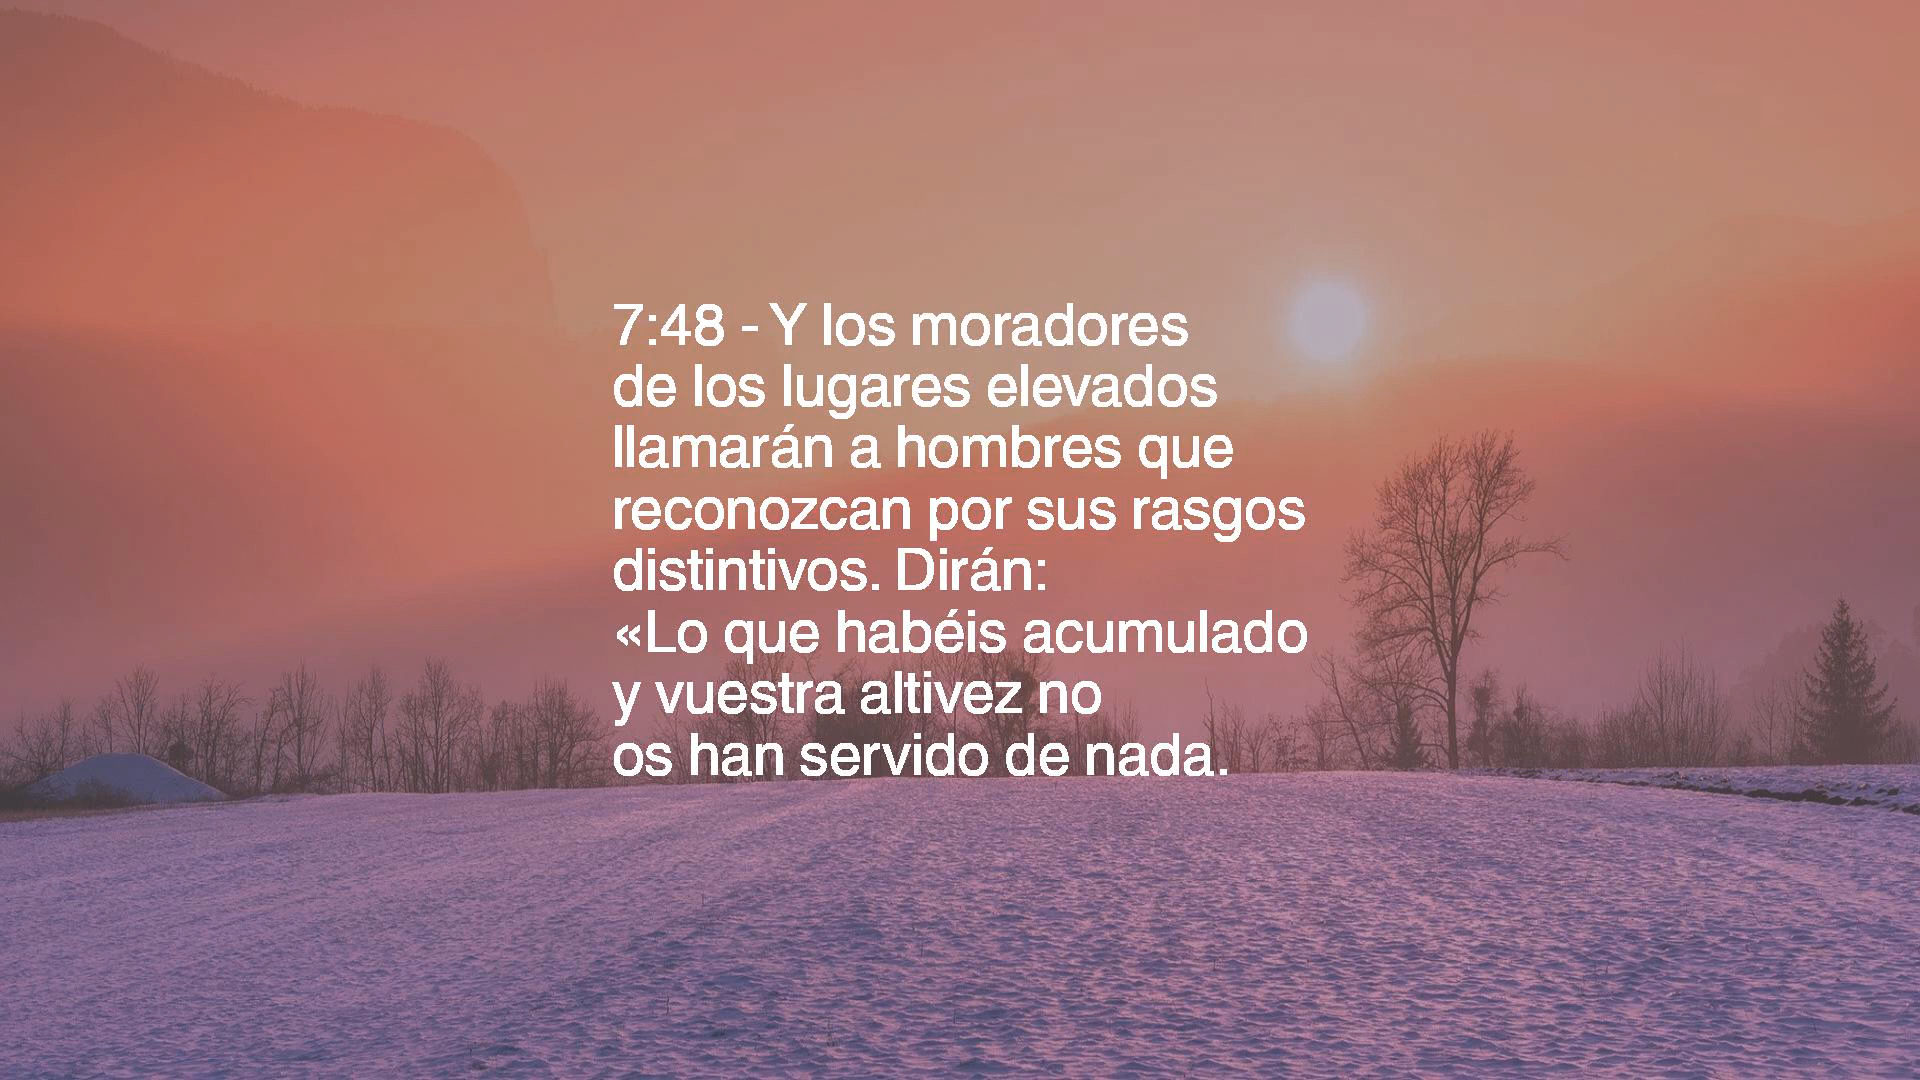 7:48 - Y los moradores
de los lugares elevados
llamarán a hombres que
reconozcan por sus rasgos
distintivos. Dirán:
«Lo que habéis acumulado
y vuestra altivez no
os han servido de nada.